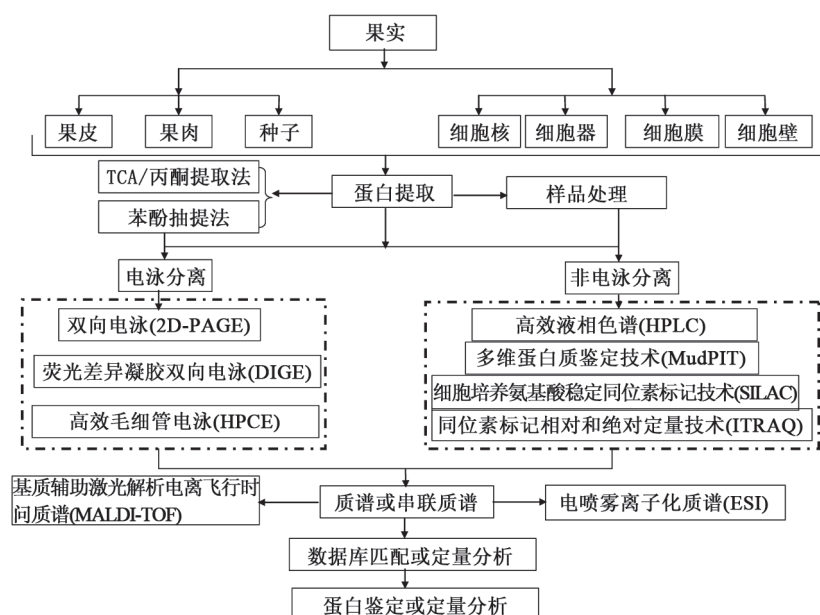 果实
果皮
果肉
种子
细胞核
细胞器
细胞膜
细胞壁
TCA/丙酮提取法
苯酚抽提法
蛋白提取
样品处理
电泳分离
非电泳分离
双向电泳(2D-PAGE)
荧光差异凝胶双向电泳(DIGE)
高效毛细管电泳(HPCE)
高效液相色谱(HPLC)
多维蛋白质鉴定技术(MudPIT)
细胞培养氨基酸稳定同位素标记技术(SILAC)
同位素标记相对和绝对定量技术(ITRAQ)
基质辅助激光解析电离飞行时
问质谱(MALDI-TOF)
质谱或串联质谱
电喷雾离子化质谱(ESI)
数据库匹配或定量分析
蛋白鉴定或定量分析